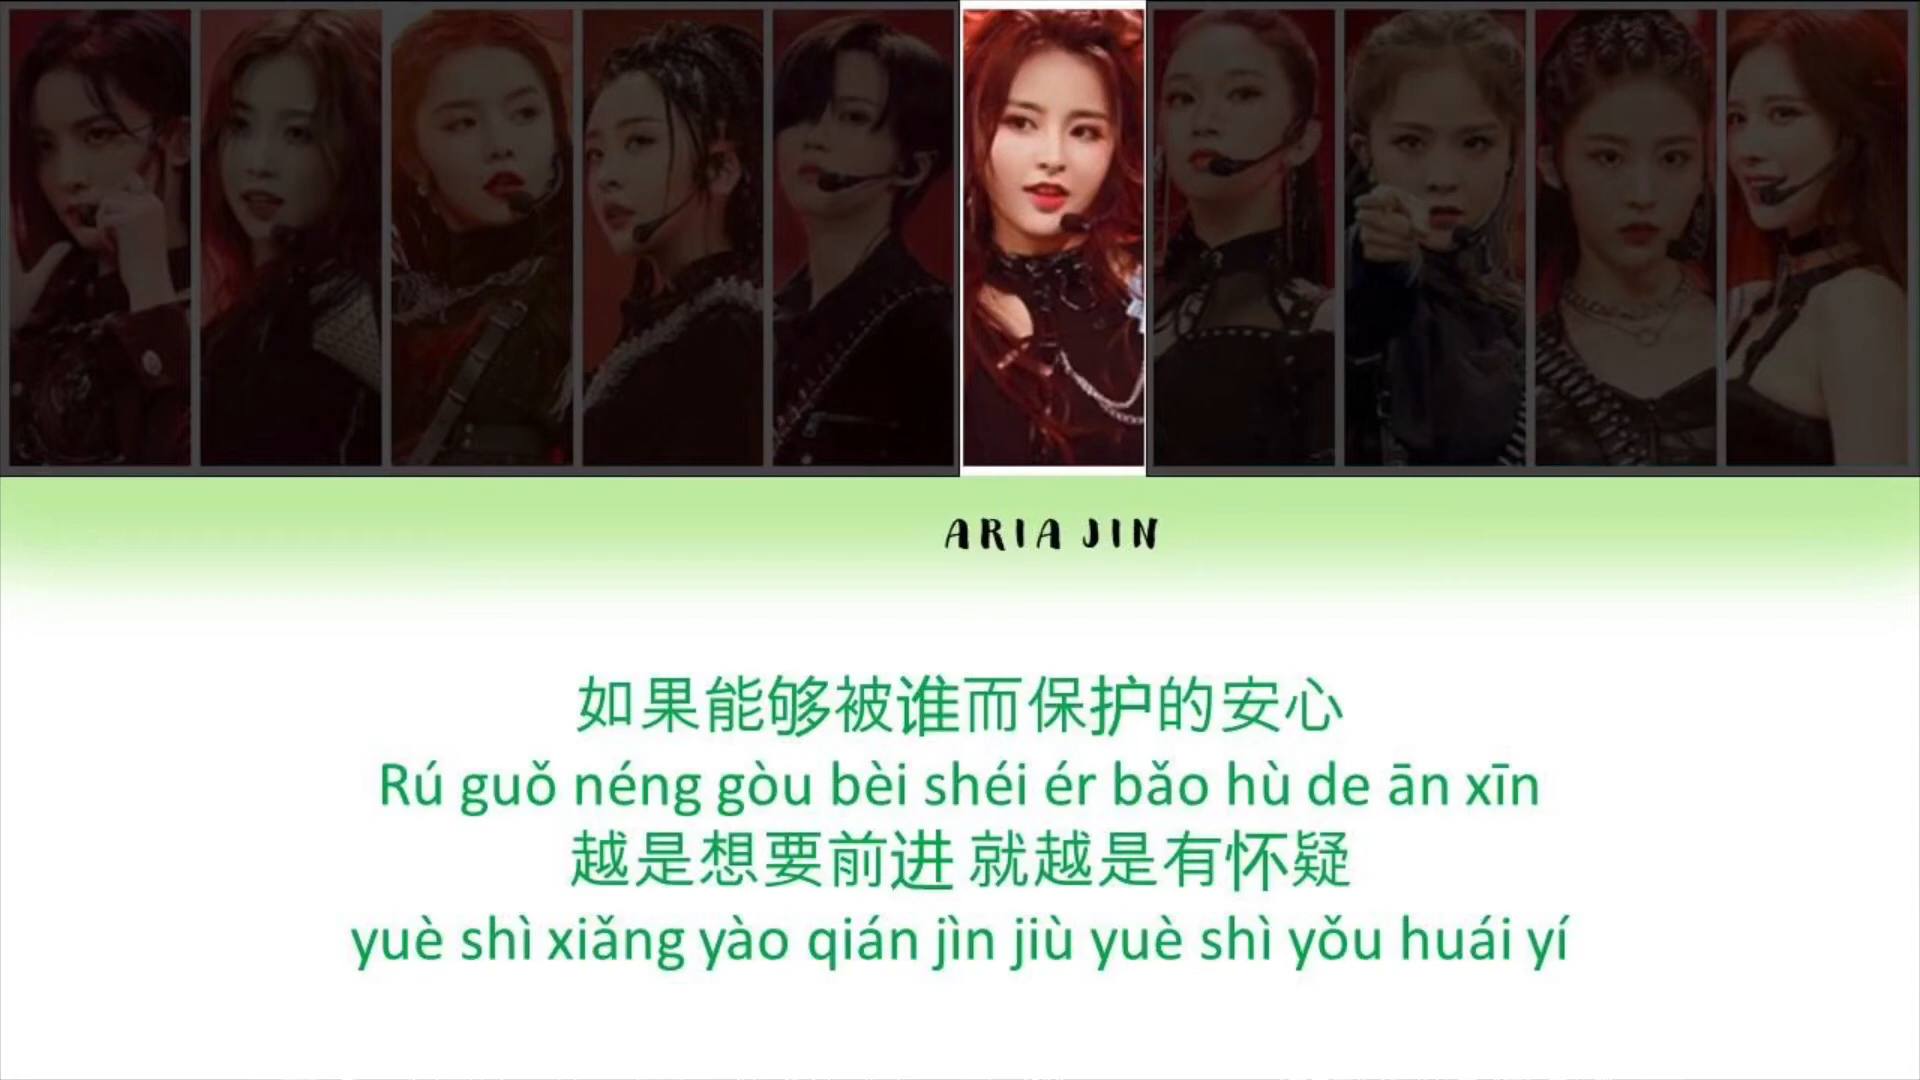 ARIA JIN
如果能够被谁而保护的安心
Rú guǒ néng gòu bèi shéi ér bǎo hù de ān xīn
越是想要前进 就越是有怀疑
yuè shì xiǎng yào qián jìn jiù yuè shì yǒu huái yí